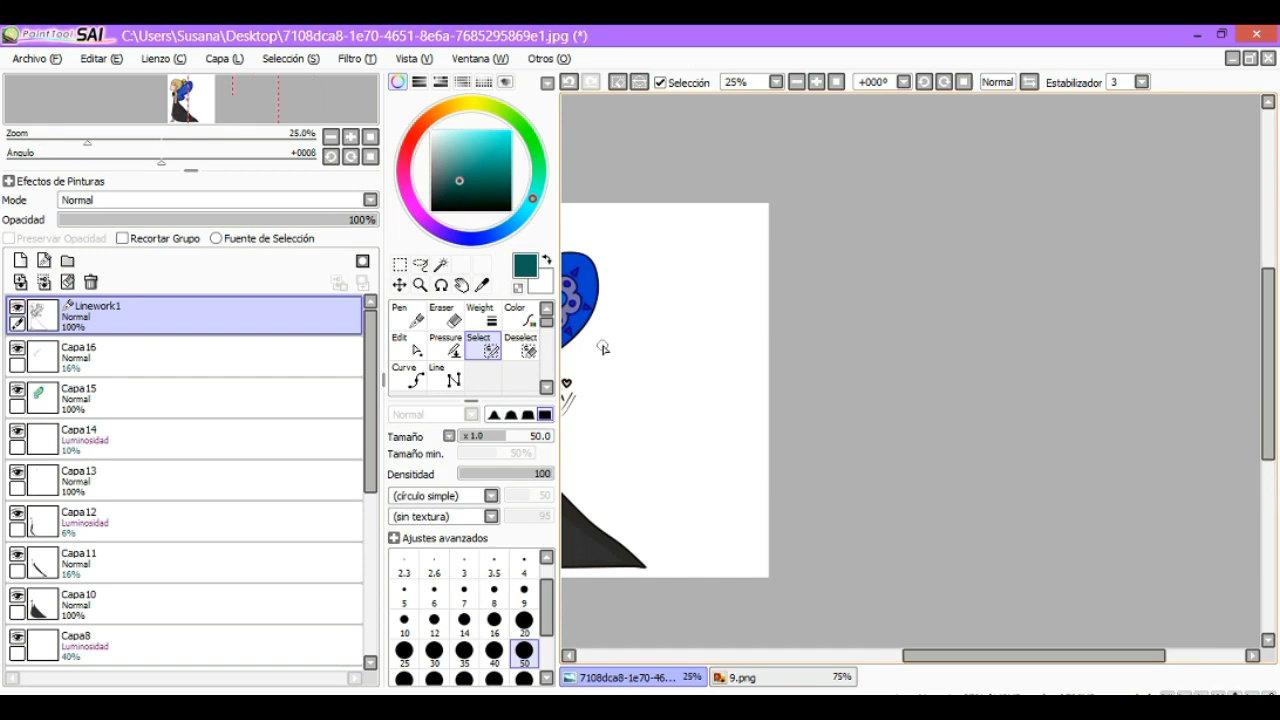 PaintTool SAI C:\Users\Susana\Desktop\7108dca8-1e70-4651-8e6a-7685295869e1.jpg (*)
Archivo (F) Editar (E) Lienzo (C) Capa (L) Selección (S) Filtro (T) Vista (V) Ventana (W) Otros (O)
Selección 25% +000º Normal Estabilizador 3
Zoom 25.0%
Ángulo +000ß
Efectos de Pinturas
Mode Normal
Opacidad 100%
Preservar Opacidad Recortar Grupo Fuente de Selección
Linework1
Normal
100%
Capa16
Normal
16%
Capa15
Normal
100%
Capa14
Luminosidad
10%
Capa13
Normal
100%
Capa12
Luminosidad
6%
Capa11
Normal
16%
Capa10
Normal
100%
Capa8
Luminosidad
40%
Pen Eraser Weight Color
Edit Pressure Select Deselect
Curve Line
Normal
Tamaño x 1.0 50.0
Tamaño min. 50%
Densitidad 100
(círculo simple) 50
(sin textura) 95
Ajustes avanzados
2.3 2.6 3 3.5 4
5 6 7 8 9
10 12 14 16 20
25 30 35 40 50
7108dca8-1e70-46... 25% 9.png 75%